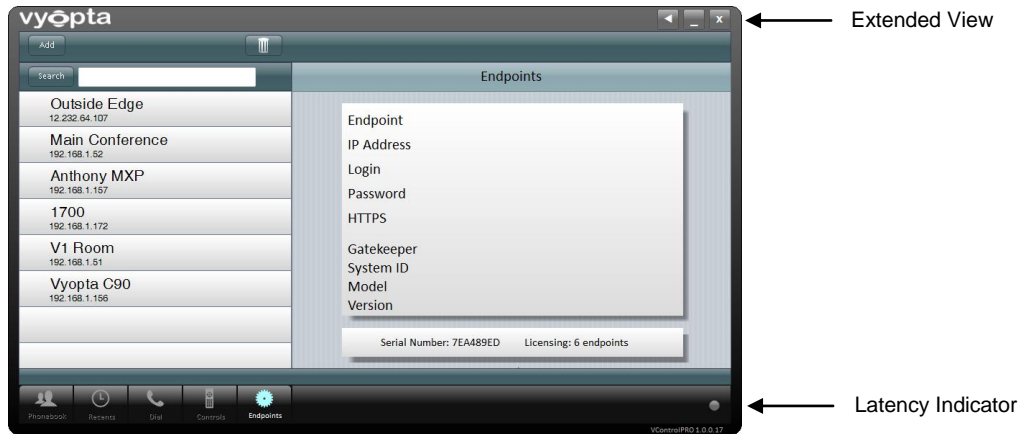 vyōpta
x
Extended View
Add
Search
Endpoints
Outside Edge
12.232.64.107
Main Conference
192.168.1.52
Anthony MXP
192.168.1.157
1700
192.168.1.172
V1 Room
192.168.1.51
Vyopta C90
192.168.1.156
Endpoint
IP Address
Login
Password
HTTPS
Gatekeeper
System ID
Model
Version
Serial Number: 7EA489ED Licensing: 6 endpoints
Phonebook Recents Dial Controls Endpoints
Latency Indicator
VControlPRO 1.0.0.17